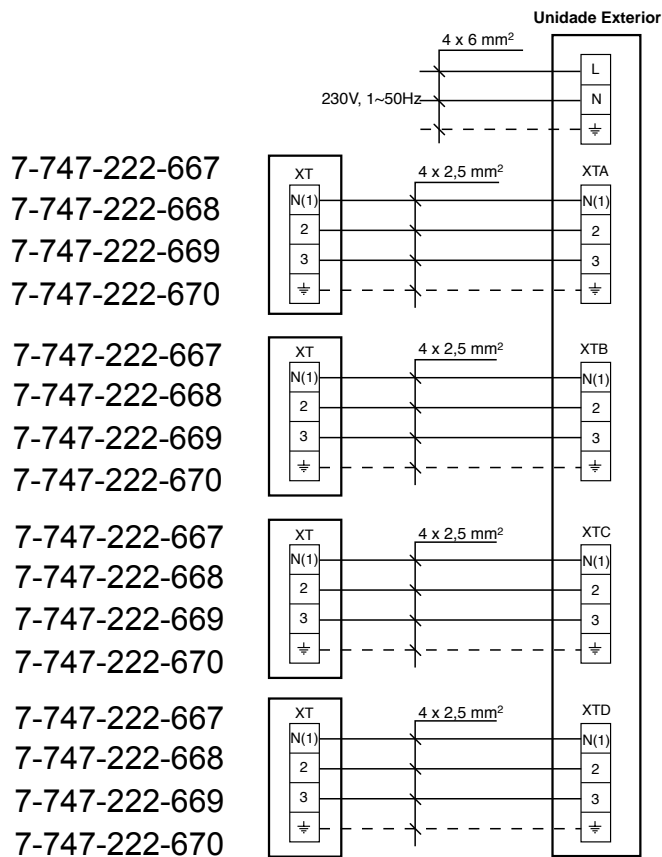 Unidade Exterior
4 x 6 mm²
L
230V, 1~50Hz
N
7-747-222-667
7-747-222-668
7-747-222-669
7-747-222-670
XT
4 x 2,5 mm²
XTA
N(1)
N(1)
2
2
3
3
7-747-222-667
7-747-222-668
7-747-222-669
7-747-222-670
XT
4 x 2,5 mm²
XTB
N(1)
N(1)
2
2
3
3
7-747-222-667
7-747-222-668
7-747-222-669
7-747-222-670
XT
4 x 2,5 mm²
XTC
N(1)
N(1)
2
2
3
3
7-747-222-667
7-747-222-668
7-747-222-669
7-747-222-670
XT
4 x 2,5 mm²
XTD
N(1)
N(1)
2
2
3
3